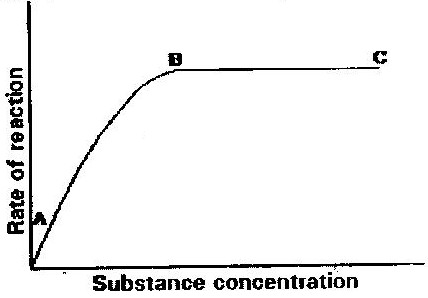 B
C
Rate of reaction
A
Substance concentration